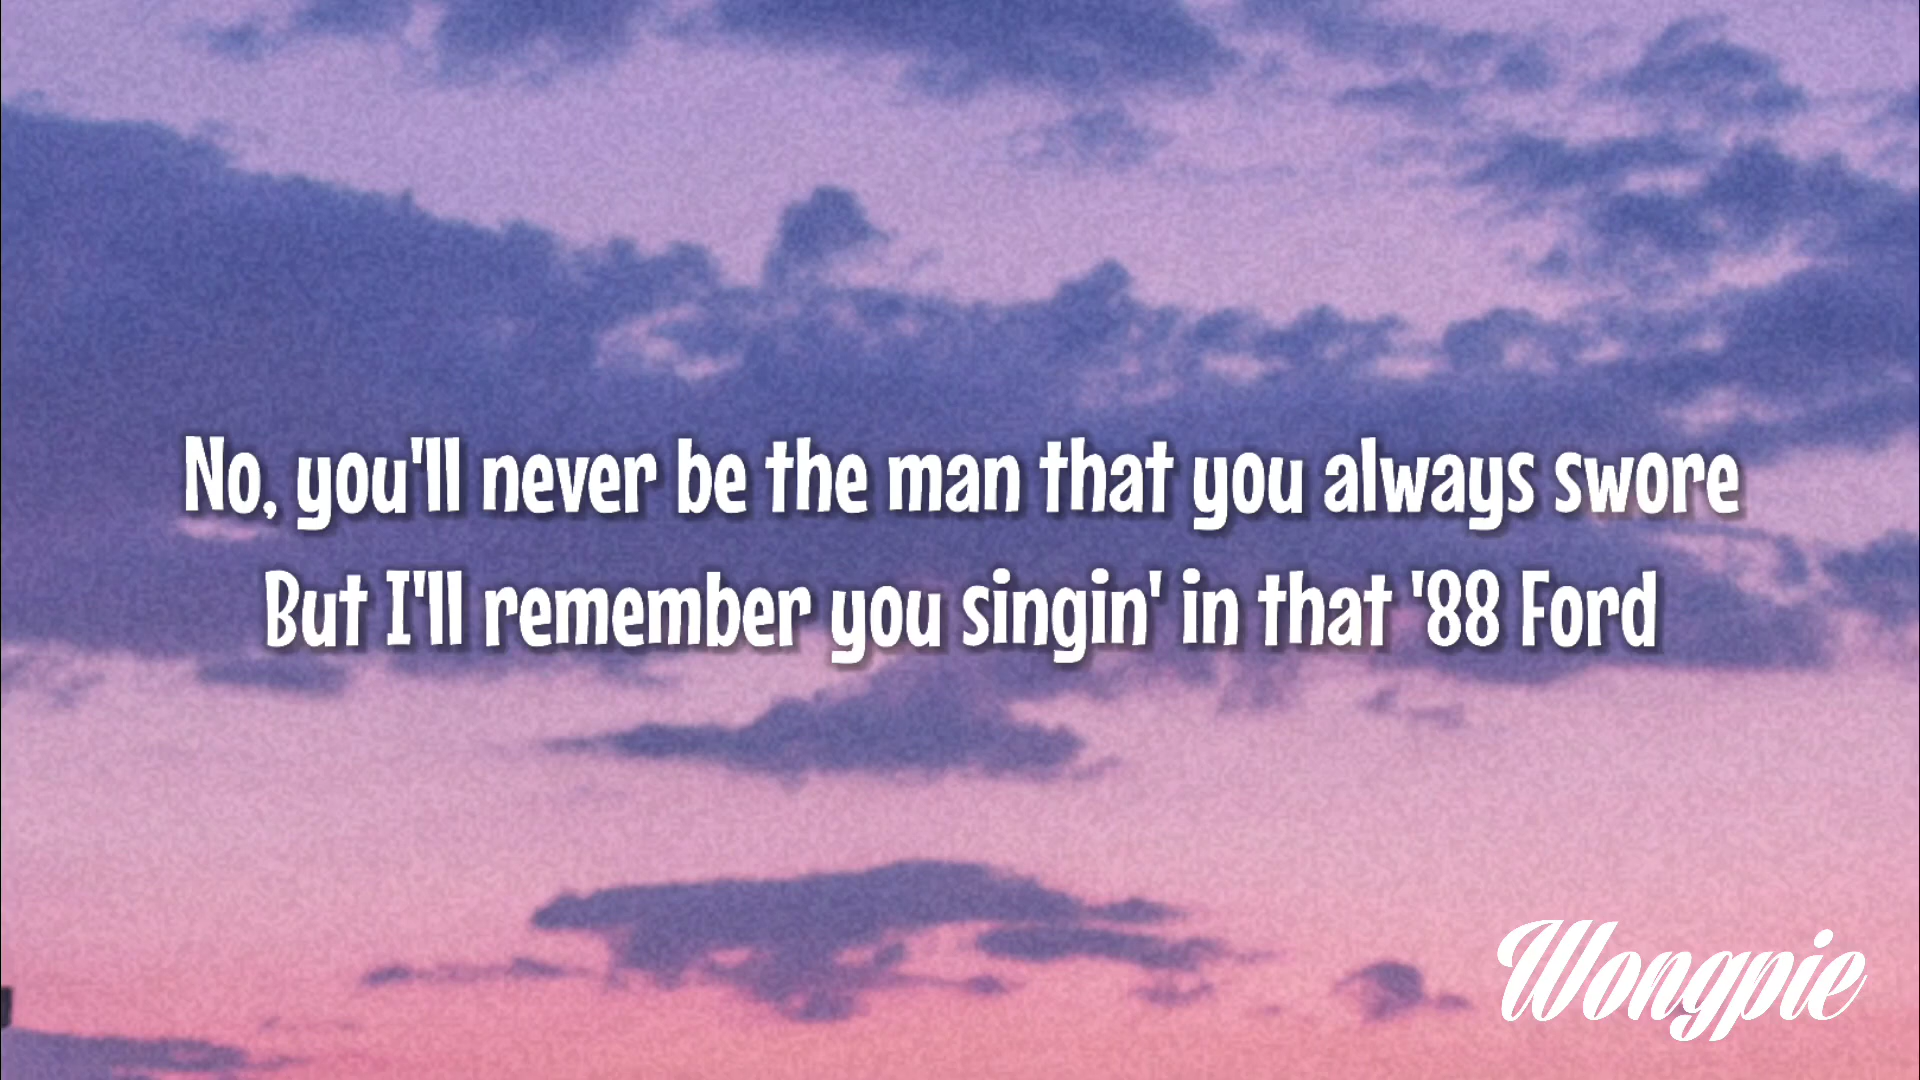 No, you'll never be the man that you always swore
But I'll remember you singin' in that '88 Ford
Wongpie